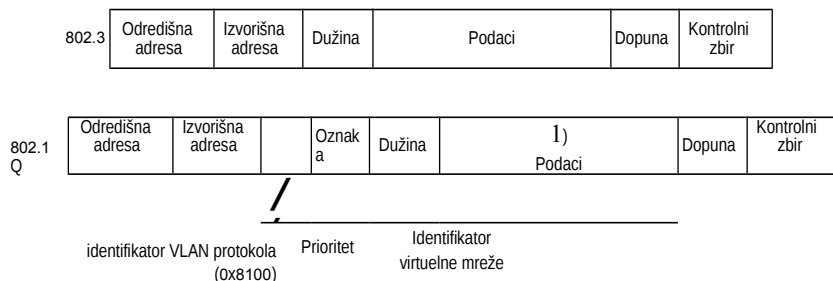 802.3
Odredišna
adresa
Izvorišna
adresa
Dužina
Podaci
Dopuna
Kontrolni
zbir
802.1
Q
Odredišna
adresa
Izvorišna
adresa
Oznak
a
Dužina
1)
Podaci
Dopuna
Kontrolni
zbir
identifikator VLAN protokola
(0x8100)
Prioritet
Identifikator
virtuelne mreže